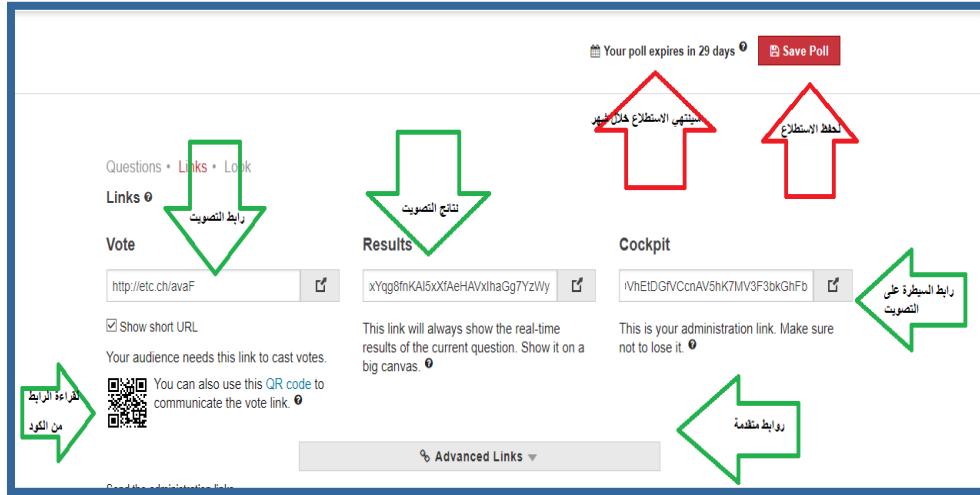 Your poll expires in 29 days
Save Poll
سينتهي الاستطلاع خلال شهر
لحفظ الاستطلاع
Questions • Links • Look
Links
رابط التصويت
نتائج التصويت
Vote
Results
Cockpit
http://etc.ch/avaF
xYqg8fnKAl5xXfAeHAVxIhaGg7YzWy
VhEtDGfVCcnAV5hK7MV3F3bkGhFb
رابط السيطرة على
التصويت
Show short URL
Your audience needs this link to cast votes.
This link will always show the real-time
results of the current question. Show it on a
big canvas.
This is your administration link. Make sure
not to lose it.
You can also use this QR code to
communicate the vote link.
لقراءة الرابط
من الكود
روابط متقدمة
Advanced Links
Send the administration links